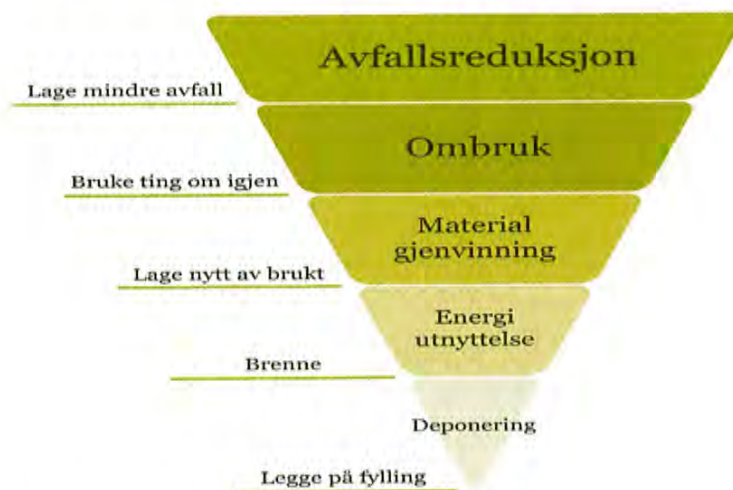 Avfallsreduksjon
Lage mindre avfall
Ombruk
Bruke ting om igjen
Material
gjenvinning
Lage nytt av brukt
Energi
utnyttelse
Brenne
Deponering
Legge på fylling